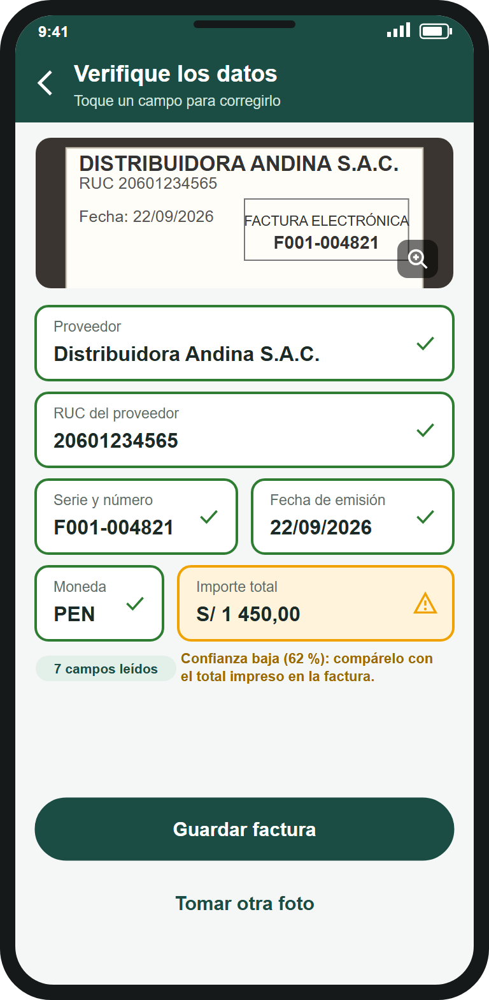 9:41
Verifique los datos
Toque un campo para corregirlo
DISTRIBUIDORA ANDINA S.A.C.
RUC 20601234565
Fecha: 22/09/2026
FACTURA ELECTRÓNICA
F001-004821
Proveedor
Distribuidora Andina S.A.C.
RUC del proveedor
20601234565
Serie y número
F001-004821
Fecha de emisión
22/09/2026
Moneda
PEN
Importe total
S/ 1 450,00
7 campos leídos
Confianza baja (62 %): compárelo con
el total impreso en la factura.
Guardar factura
Tomar otra foto